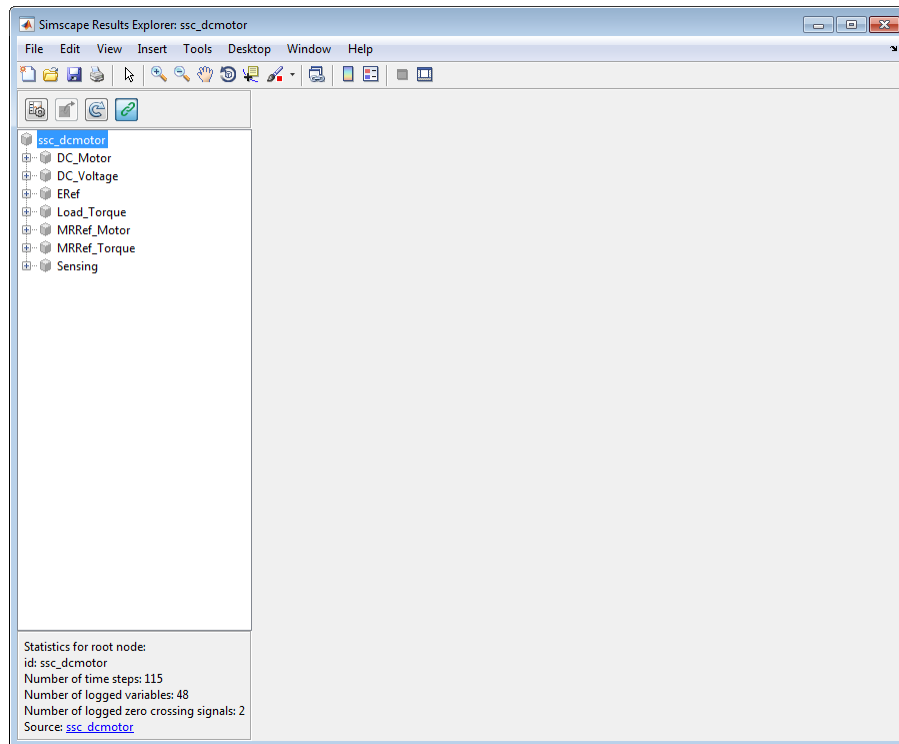 Simscape Results Explorer: ssc_dcmotor
File Edit View Insert Tools Desktop Window Help
ssc_dcmotor
DC_Motor
DC_Voltage
ERef
Load_Torque
MRRef_Motor
MRRef_Torque
Sensing
Statistics for root node:
id: ssc_dcmotor
Number of time steps: 115
Number of logged variables: 48
Number of logged zero crossing signals: 2
Source: ssc_dcmotor